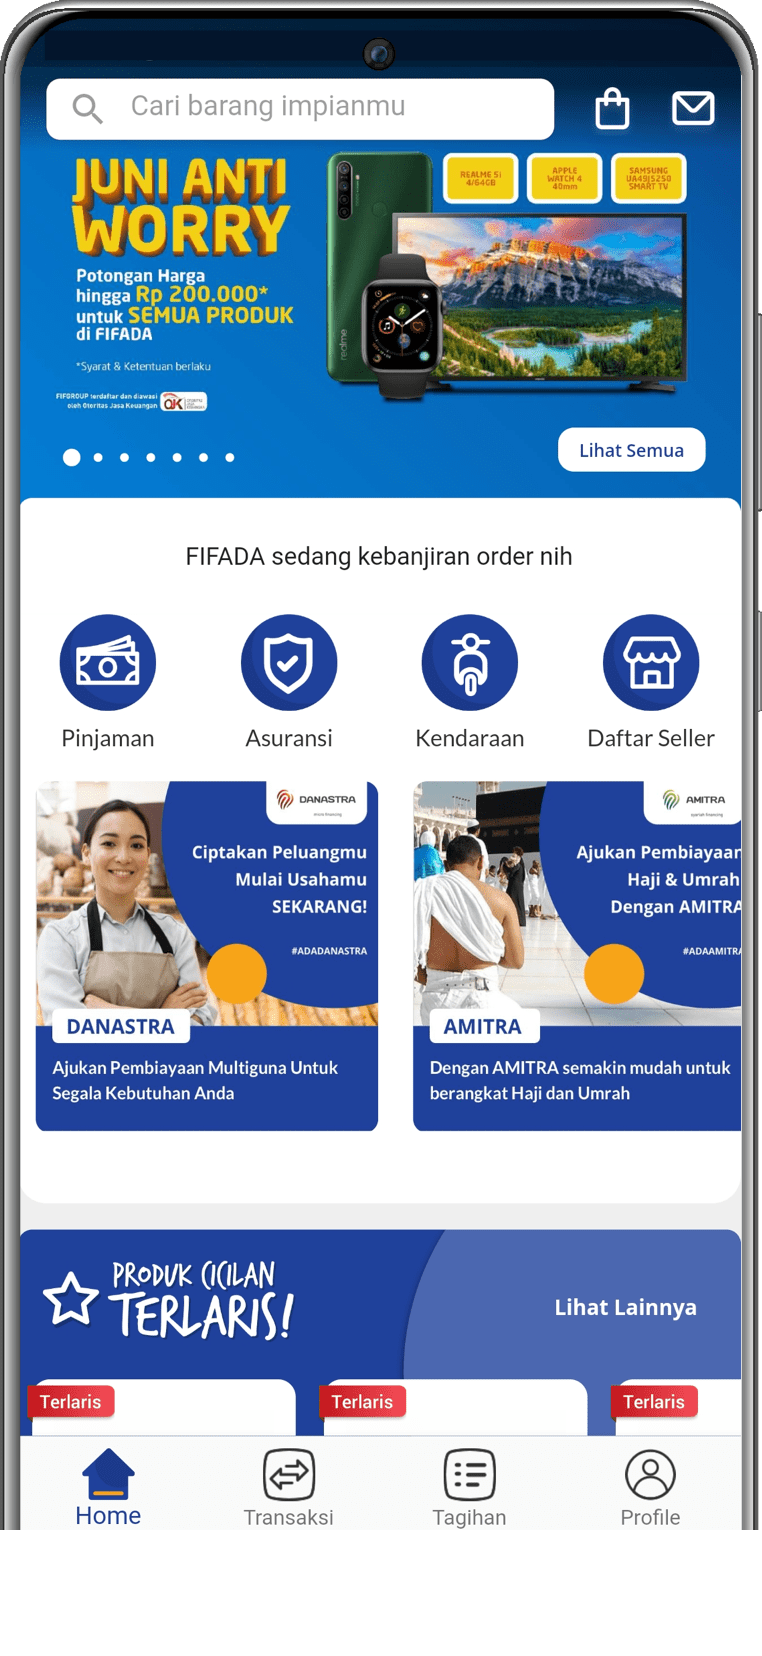 Cari barang impianmu
JUNI ANTI
WORRY
Potongan Harga
hingga Rp 200.000*
untuk SEMUA PRODUK
di FIFADA
*Syarat & Ketentuan berlaku
FIFGROUP terdaftar dan diawasi
oleh Otoritas Jasa Keuangan
REALME 5i
4/64GB
APPLE
WATCH 4
40mm
SAMSUNG
UA49J5250
SMART TV
realme
Lihat Semua
FIFADA sedang kebanjiran order nih
Pinjaman
Asuransi
Kendaraan
Daftar Seller
DANASTRA
Ciptakan Peluangmu
Mulai Usahamu
SEKARANG!
#ADADANASTRA
DANASTRA
Ajukan Pembiayaan Multiguna Untuk
Segala Kebutuhan Anda
AMITRA
Ajukan Pembiayaan
Haji & Umrah
Dengan AMITRA
#ADAAMITRA
AMITRA
Dengan AMITRA semakin mudah untuk
berangkat Haji dan Umrah
PRODUK CICILAN
TERLARIS!
Lihat Lainnya
Terlaris
Terlaris
Terlaris
Home
Transaksi
Tagihan
Profile